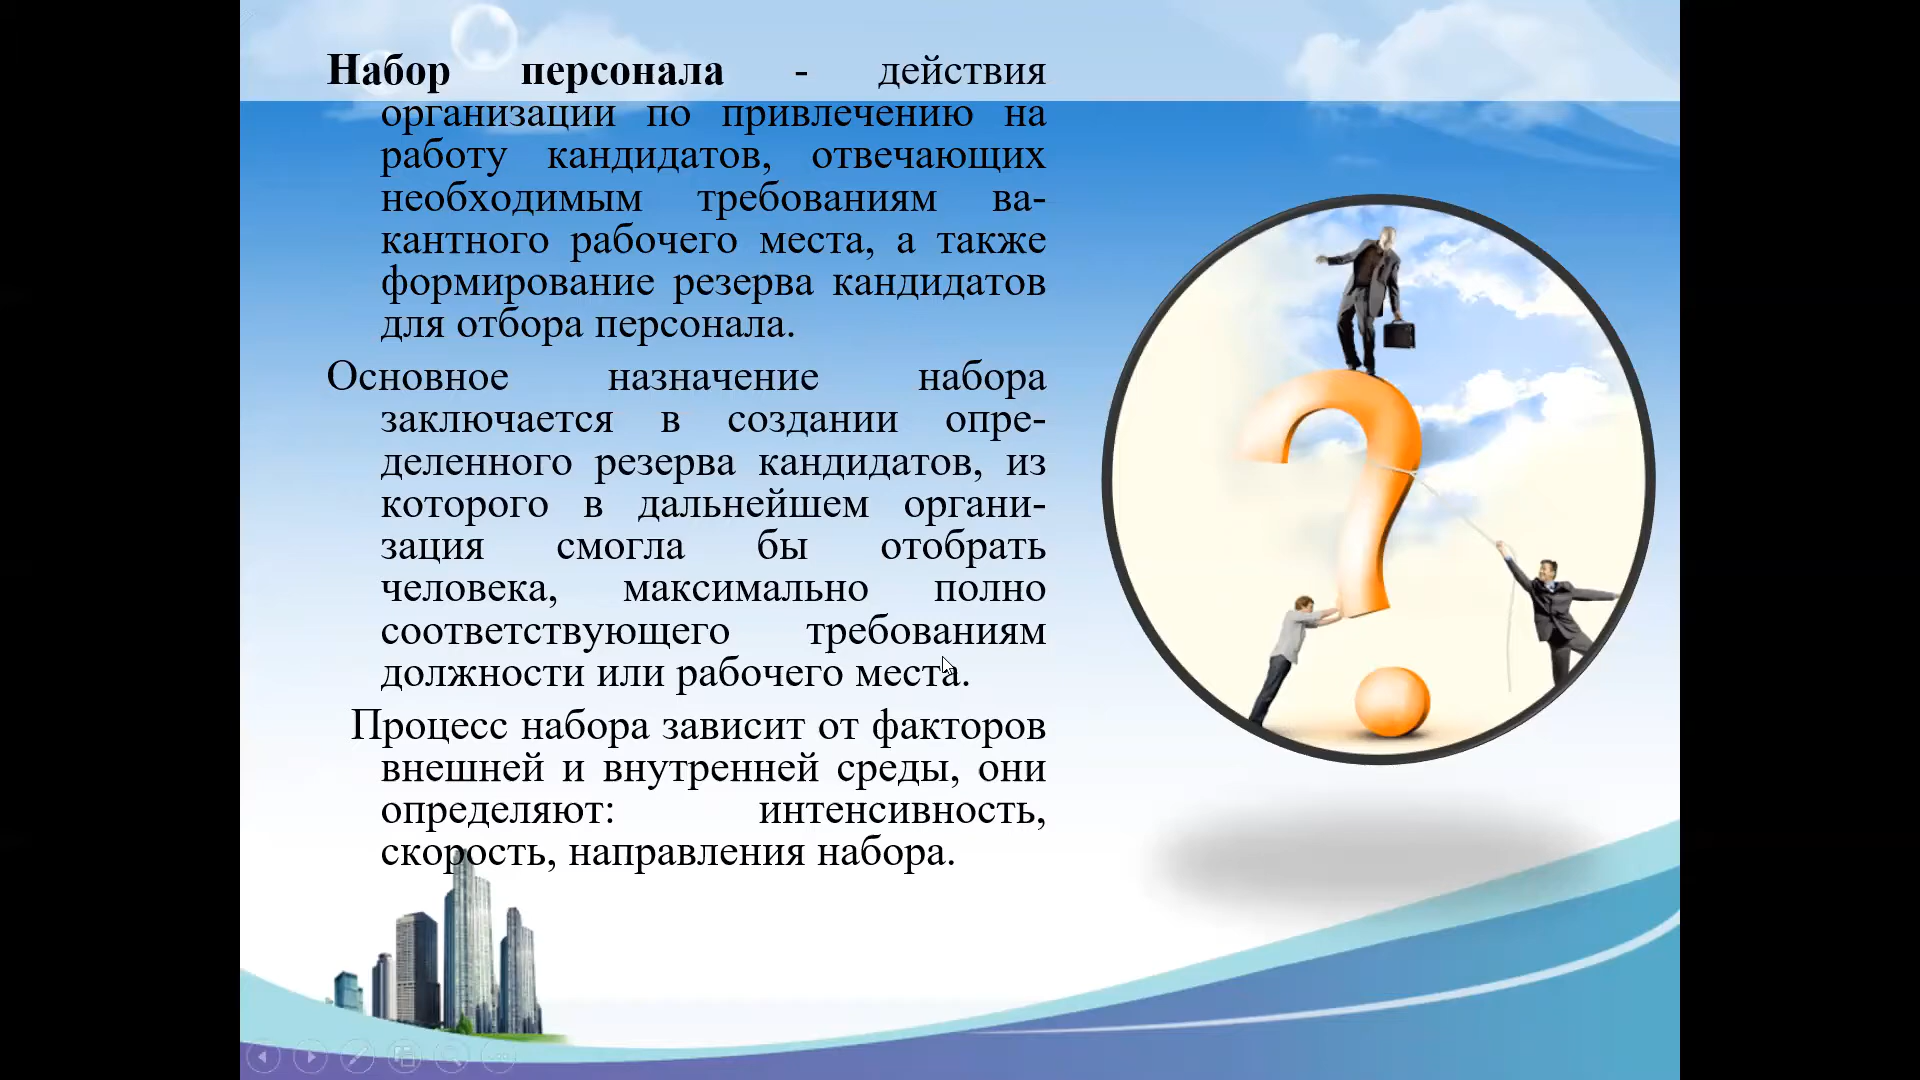 Набор персонала - действия
организации по привлечению на
работу кандидатов, отвечающих
необходимым требованиям ва-
кантного рабочего места, а также
формирование резерва кандидатов
для отбора персонала.
Основное назначение набора
заключается в создании опре-
деленного резерва кандидатов, из
которого в дальнейшем органи-
зация смогла бы отобрать
человека, максимально полно
соответствующего требованиям
должности или рабочего места.
Процесс набора зависит от факторов
внешней и внутренней среды, они
определяют: интенсивность,
скорость, направления набора.